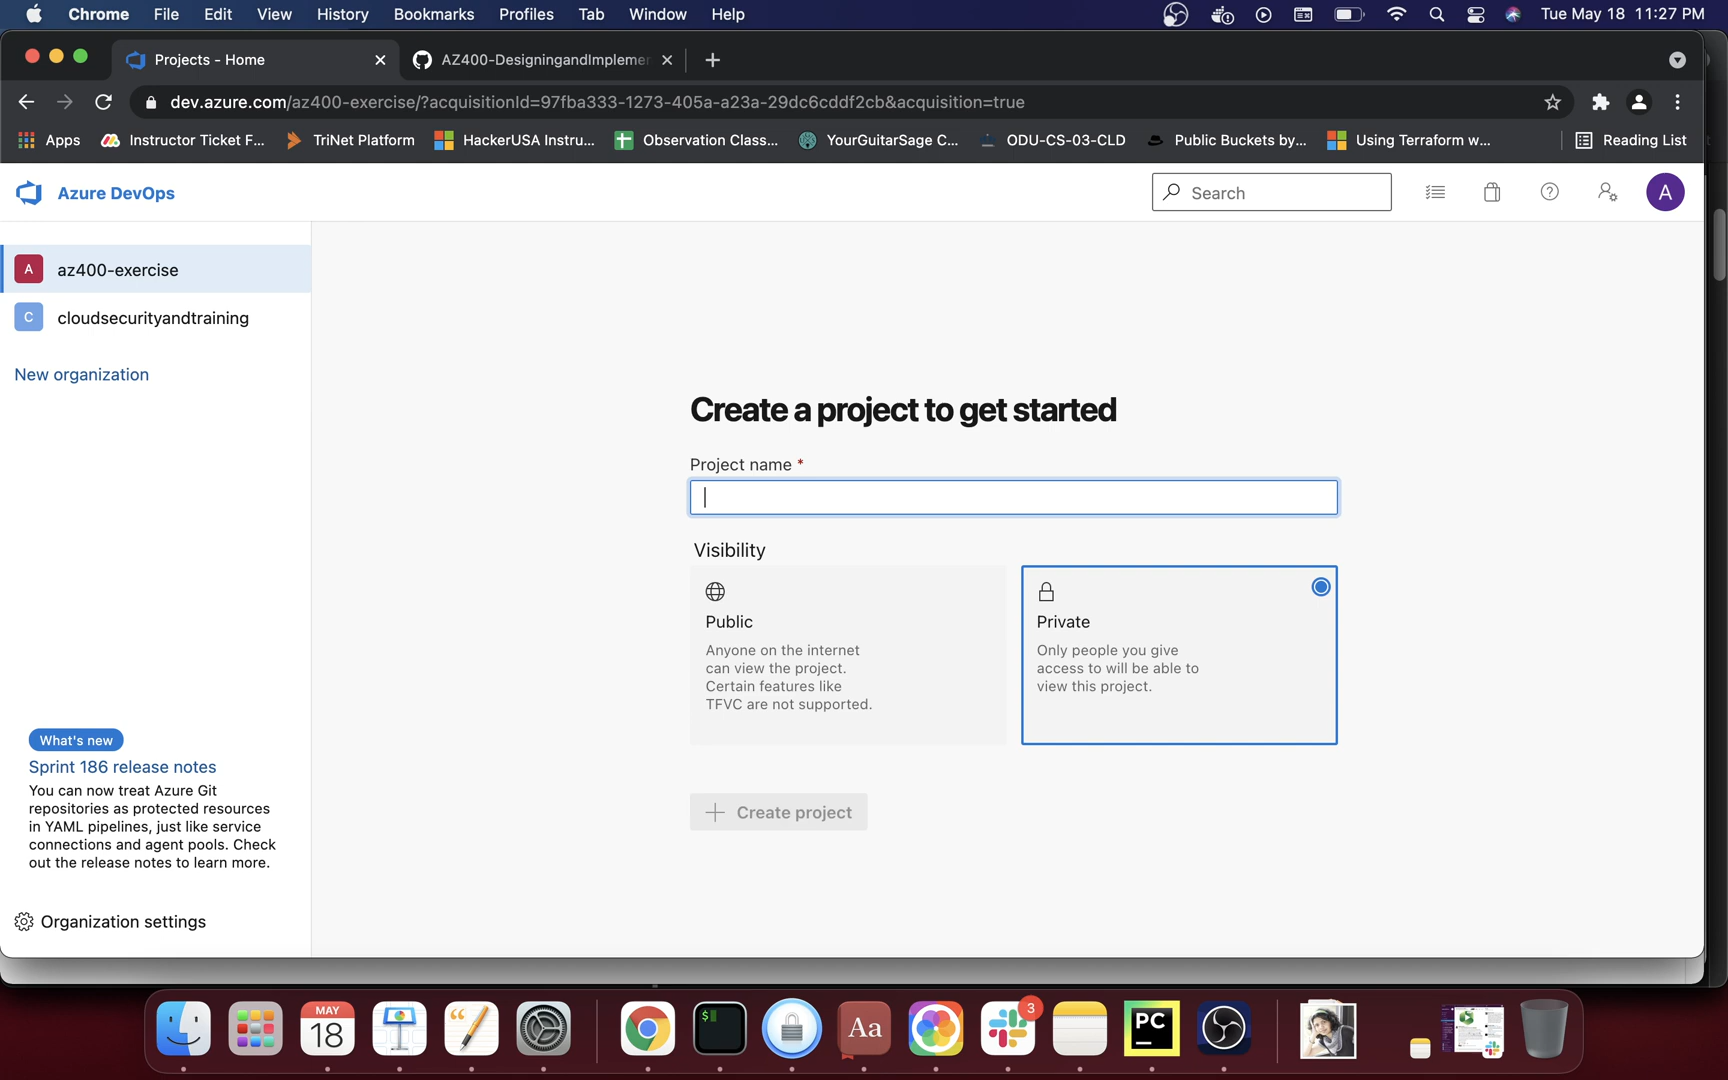 Chrome File Edit View History Bookmarks Profiles Tab Window Help Tue May 18 11:27 PM
Projects - Home AZ400-DesigningandImplemen
dev.azure.com/az400-exercise/?acquisitionId=97fba333-1273-405a-a23a-29dc6cddf2cb&acquisition=true
Apps Instructor Ticket F... TriNet Platform HackerUSA Instru... Observation Class... YourGuitarSage C... ODU-CS-03-CLD Public Buckets by... Using Terraform w... Reading List
Azure DevOps Search A
A az400-exercise
C cloudsecurityandtraining
New organization
Create a project to get started
Project name *
Visibility
Public
Anyone on the internet
can view the project.
Certain features like
TFVC are not supported.
Private
Only people you give
access to will be able to
view this project.
Create project
What's new
Sprint 186 release notes
You can now treat Azure Git
repositories as protected resources
in YAML pipelines, just like service
connections and agent pools. Check
out the release notes to learn more.
Organization settings
MAY
18
$
Aa
3
PC